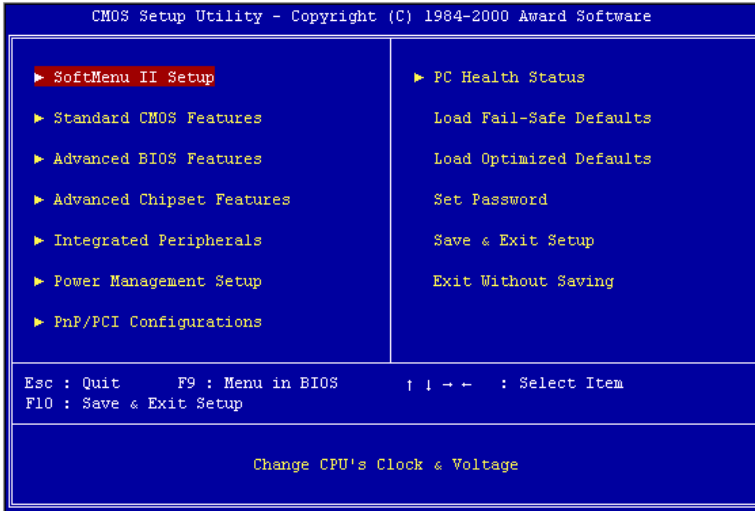 CMOS Setup Utility - Copyright (C) 1984-2000 Award Software
► SoftMenu II Setup
► Standard CMOS Features
► Advanced BIOS Features
► Advanced Chipset Features
► Integrated Peripherals
► Power Management Setup
► PnP/PCI Configurations
► PC Health Status
Load Fail-Safe Defaults
Load Optimized Defaults
Set Password
Save & Exit Setup
Exit Without Saving
Esc : Quit F9 : Menu in BIOS ↑ ↓ → ← : Select Item
F10 : Save & Exit Setup
Change CPU's Clock & Voltage